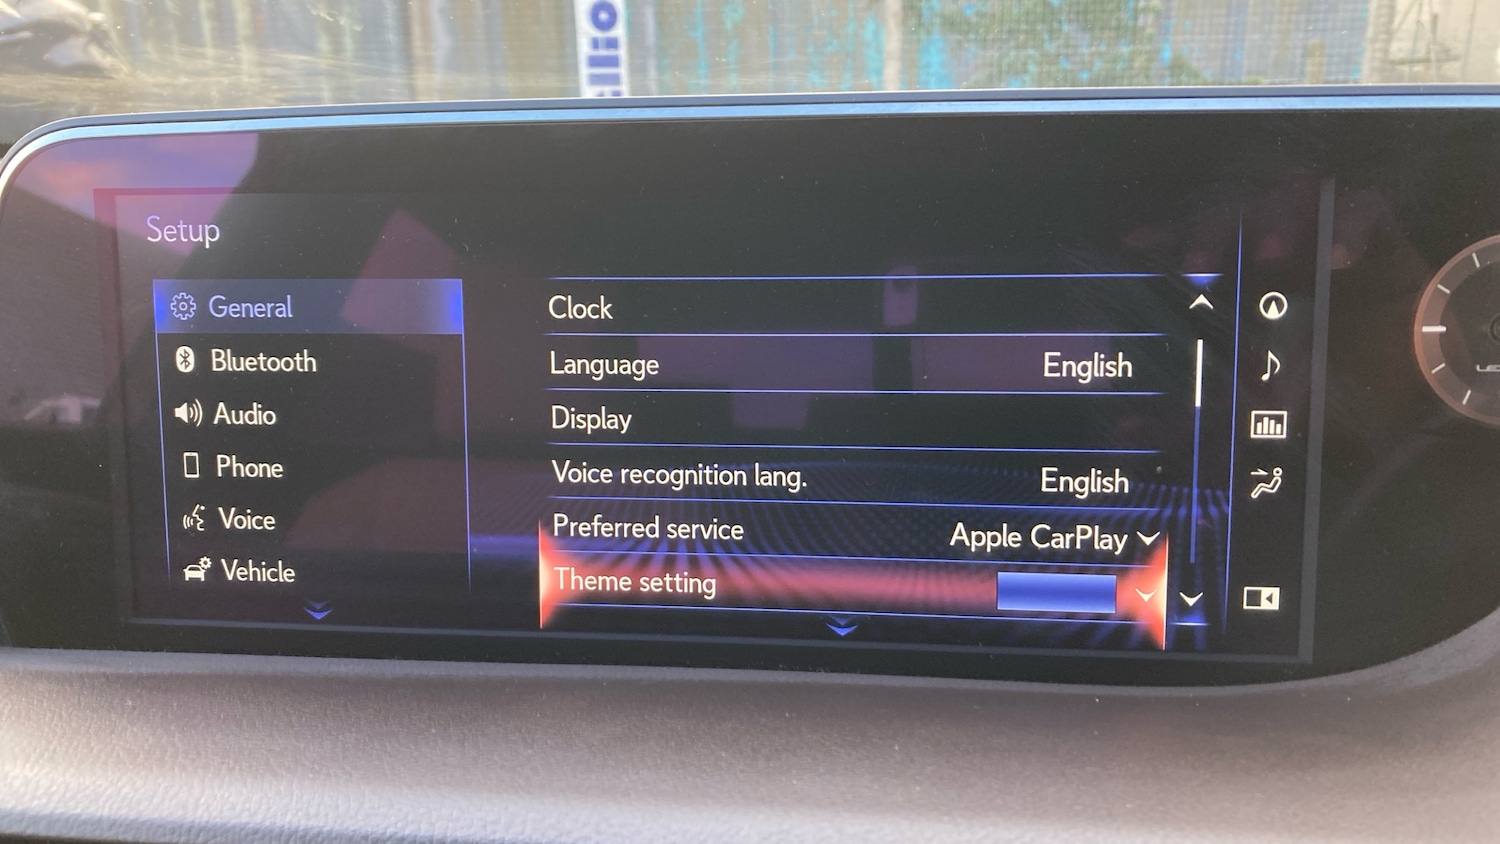 Setup
General
Bluetooth
Audio
Phone
Voice
Vehicle
Clock
Language English
Display
Voice recognition lang. English
Preferred service Apple CarPlay
Theme setting